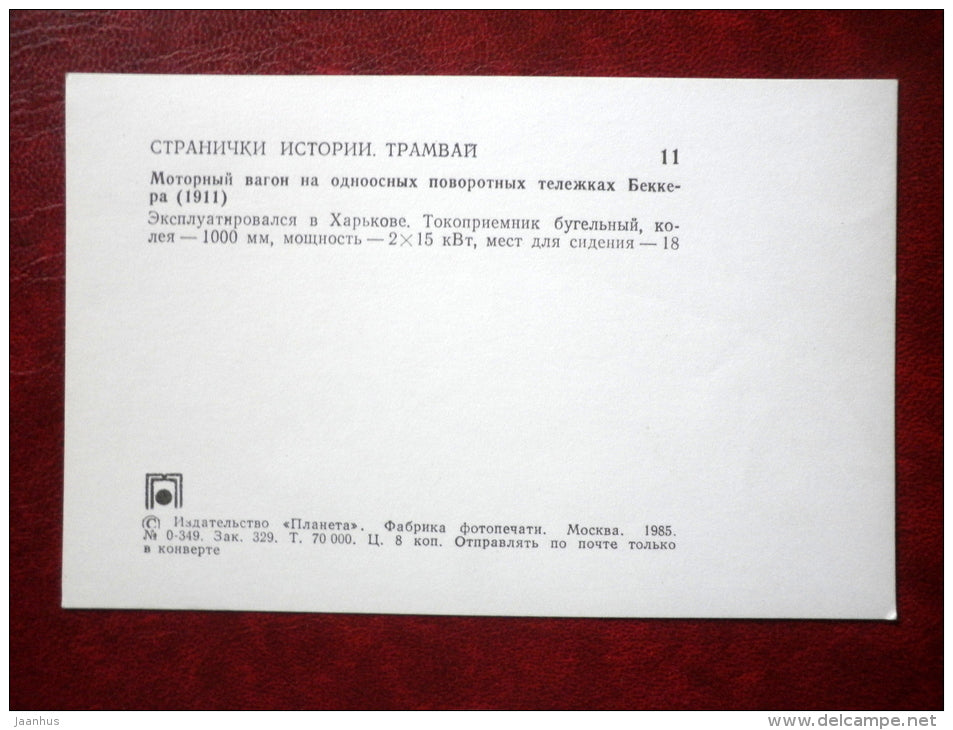 СТРАНИЧКИ ИСТОРИИ. ТРАМВАЙ 11
Моторный вагон на одноосных поворотных тележках Бекке-
ра (1911)
Эксплуатировался в Харькове. Токоприемник бугельный, ко-
лея — 1000 мм, мощность — 2×15 кВт, мест для сидения — 18
© Издательство «Планета». Фабрика фотопечати. Москва. 1985.
№ 0-349. Зак. 329. Т. 70 000. Ц. 8 коп. Отправлять по почте только
в конверте
jaanhus
www.delcampe.net